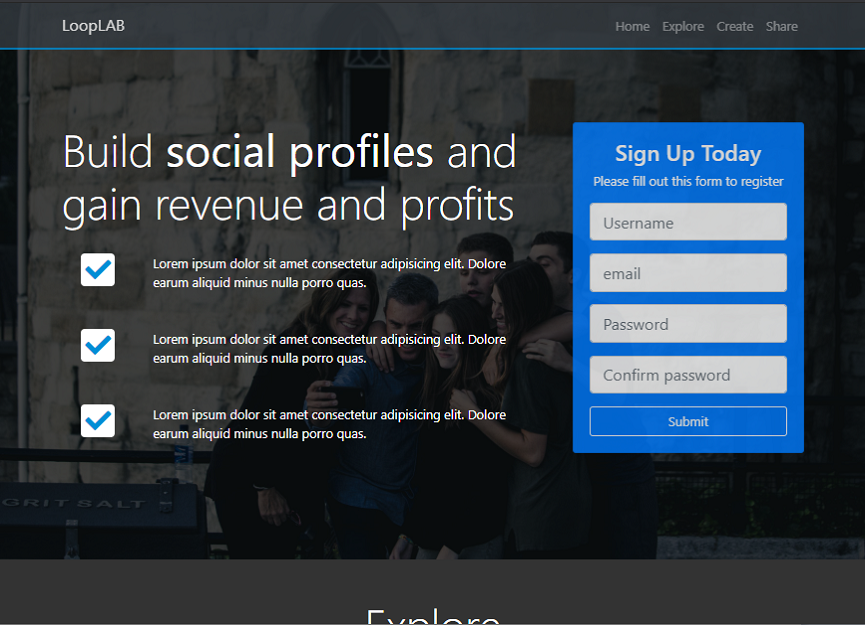 LoopLAB
Home Explore Create Share
Build social profiles and
gain revenue and profits
Lorem ipsum dolor sit amet consectetur adipisicing elit. Dolore
earum aliquid minus nulla porro quas.
Lorem ipsum dolor sit amet consectetur adipisicing elit. Dolore
earum aliquid minus nulla porro quas.
Lorem ipsum dolor sit amet consectetur adipisicing elit. Dolore
earum aliquid minus nulla porro quas.
Sign Up Today
Please fill out this form to register
Username
email
Password
Confirm password
Submit
GRIT SALT
Explore